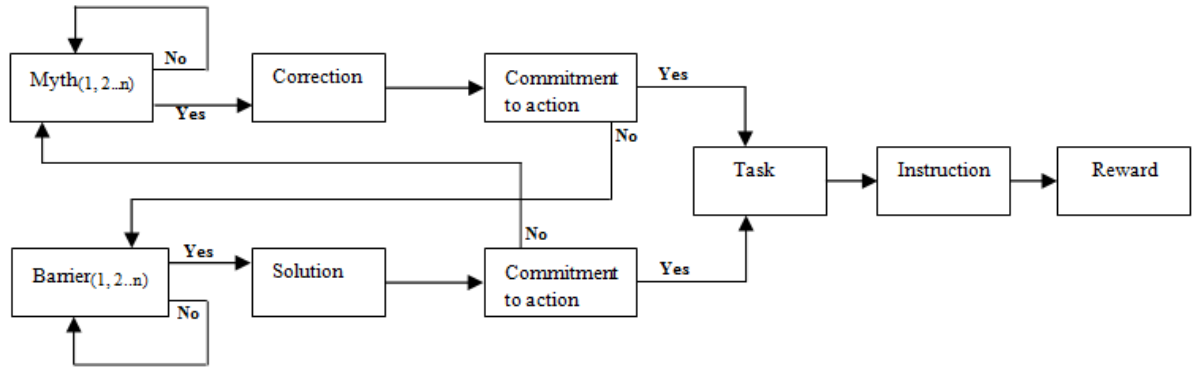 No
Myth(1, 2..n)
Yes
Correction
Commitment
to action
Yes
No
Task
Instruction
Reward
No
Barrier(1, 2..n)
Yes
No
Solution
Commitment
to action
Yes